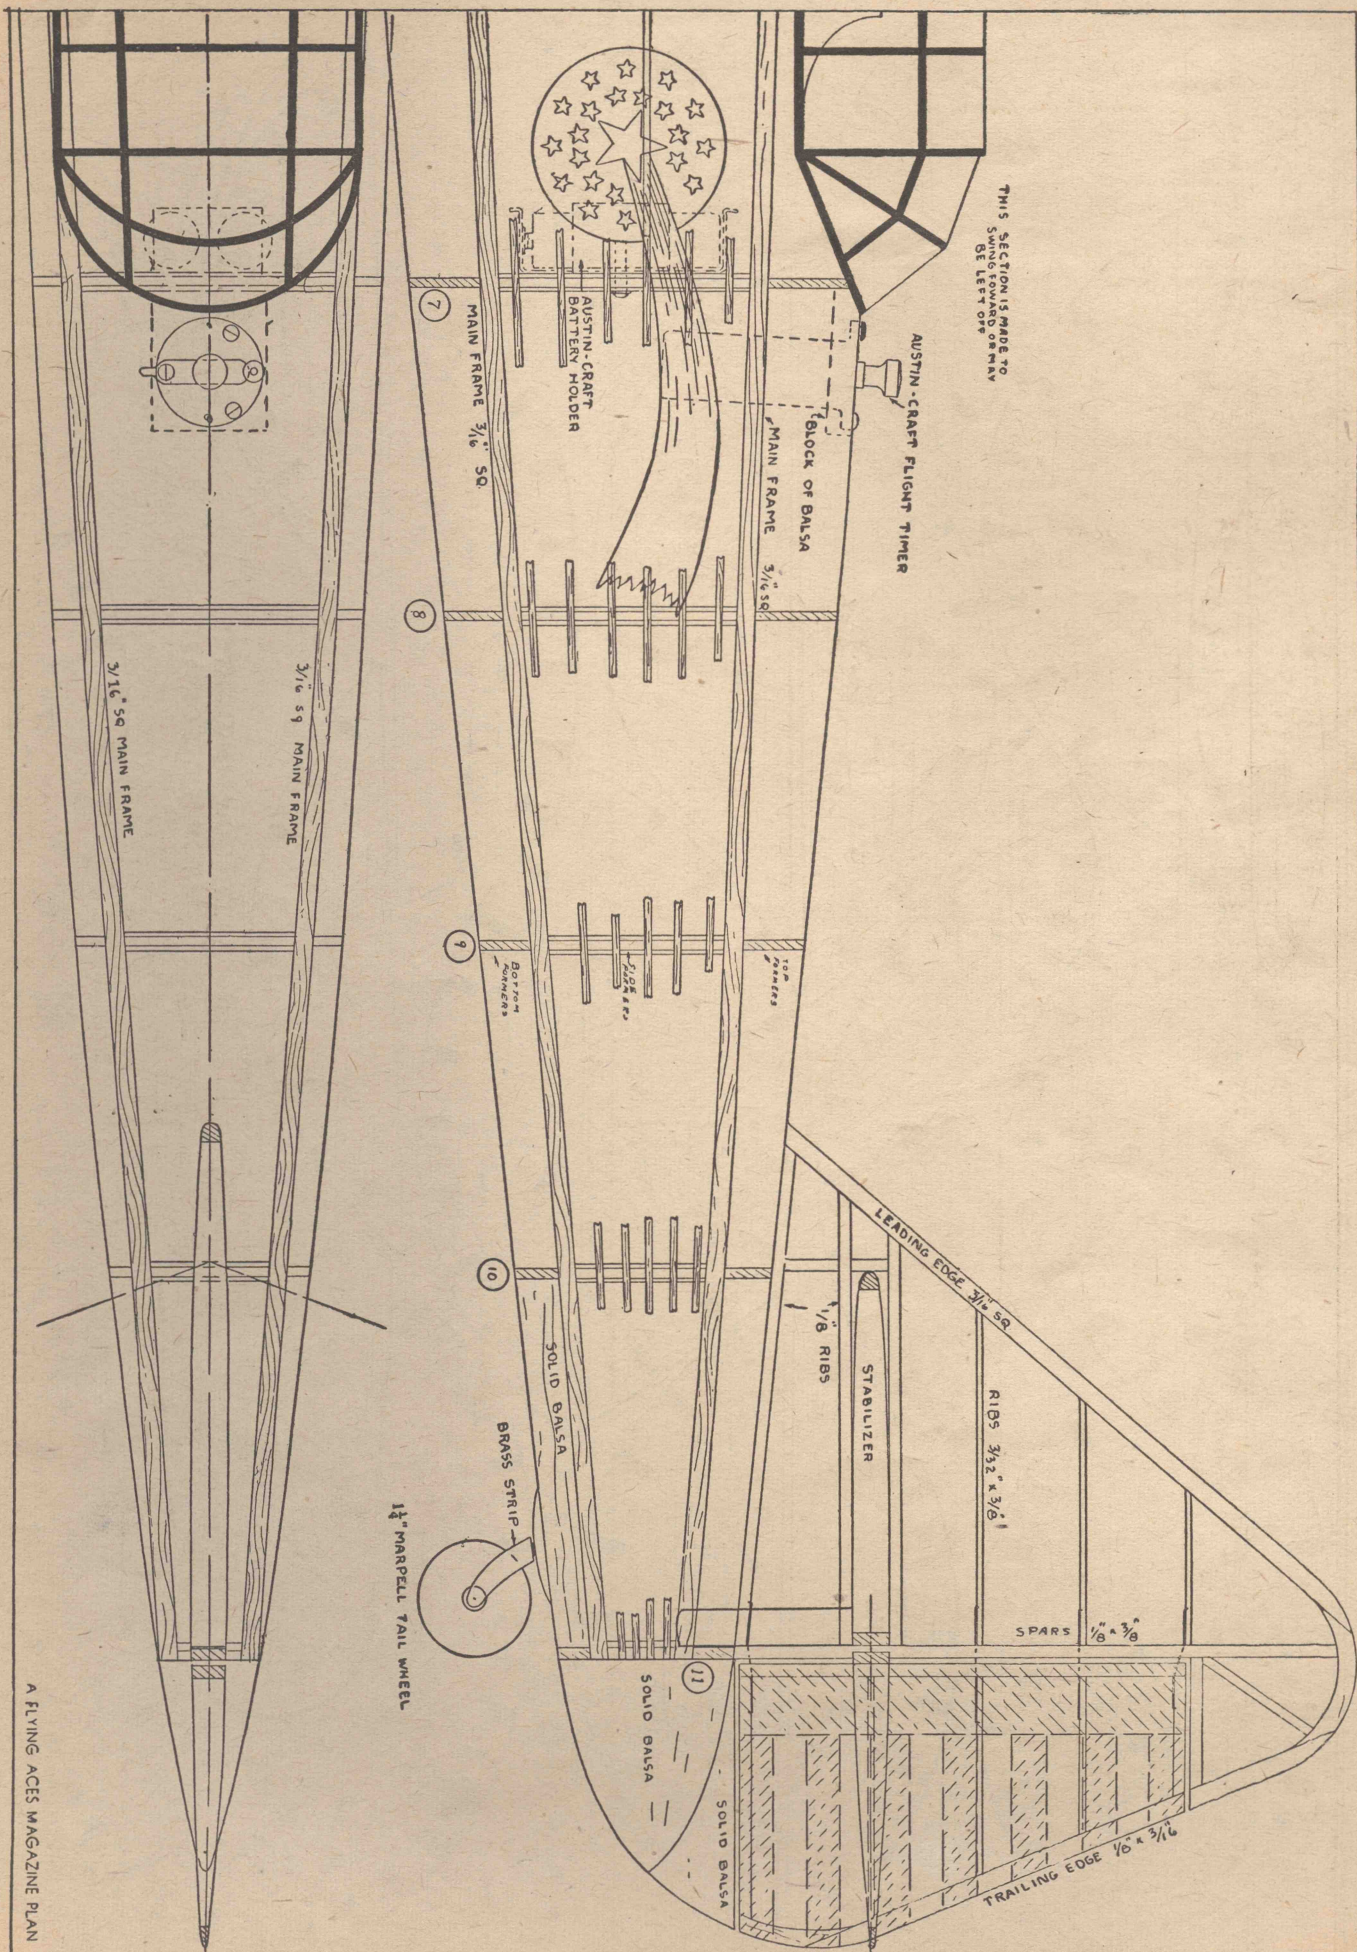 THIS SECTION IS MADE TO
SWING FOWARD OR MAY
BE LEFT OFF
AUSTIN-CRAFT FLIGHT TIMER
BLOCK OF BALSA
MAIN FRAME 3/16" SQ
AUSTIN-CRAFT
BATTERY HOLDER
MAIN FRAME 3/16" SQ.
7
8
3/16" SQ MAIN FRAME
3/16" SQ MAIN FRAME
9
TOP
FORMERS
SIDE
FORMERS
BOTTOM
FORMERS
10
LEADING EDGE 3/16" SQ
1/8" RIBS
STABILIZER
RIBS 3/32" x 3/8"
SOLID BALSA
BRASS STRIP
1¼" MARPELL TAIL WHEEL
SPARS 1/8" x 3/8"
11
SOLID BALSA
SOLID BALSA
TRAILING EDGE 1/8" x 3/16
A FLYING ACES MAGAZINE PLAN